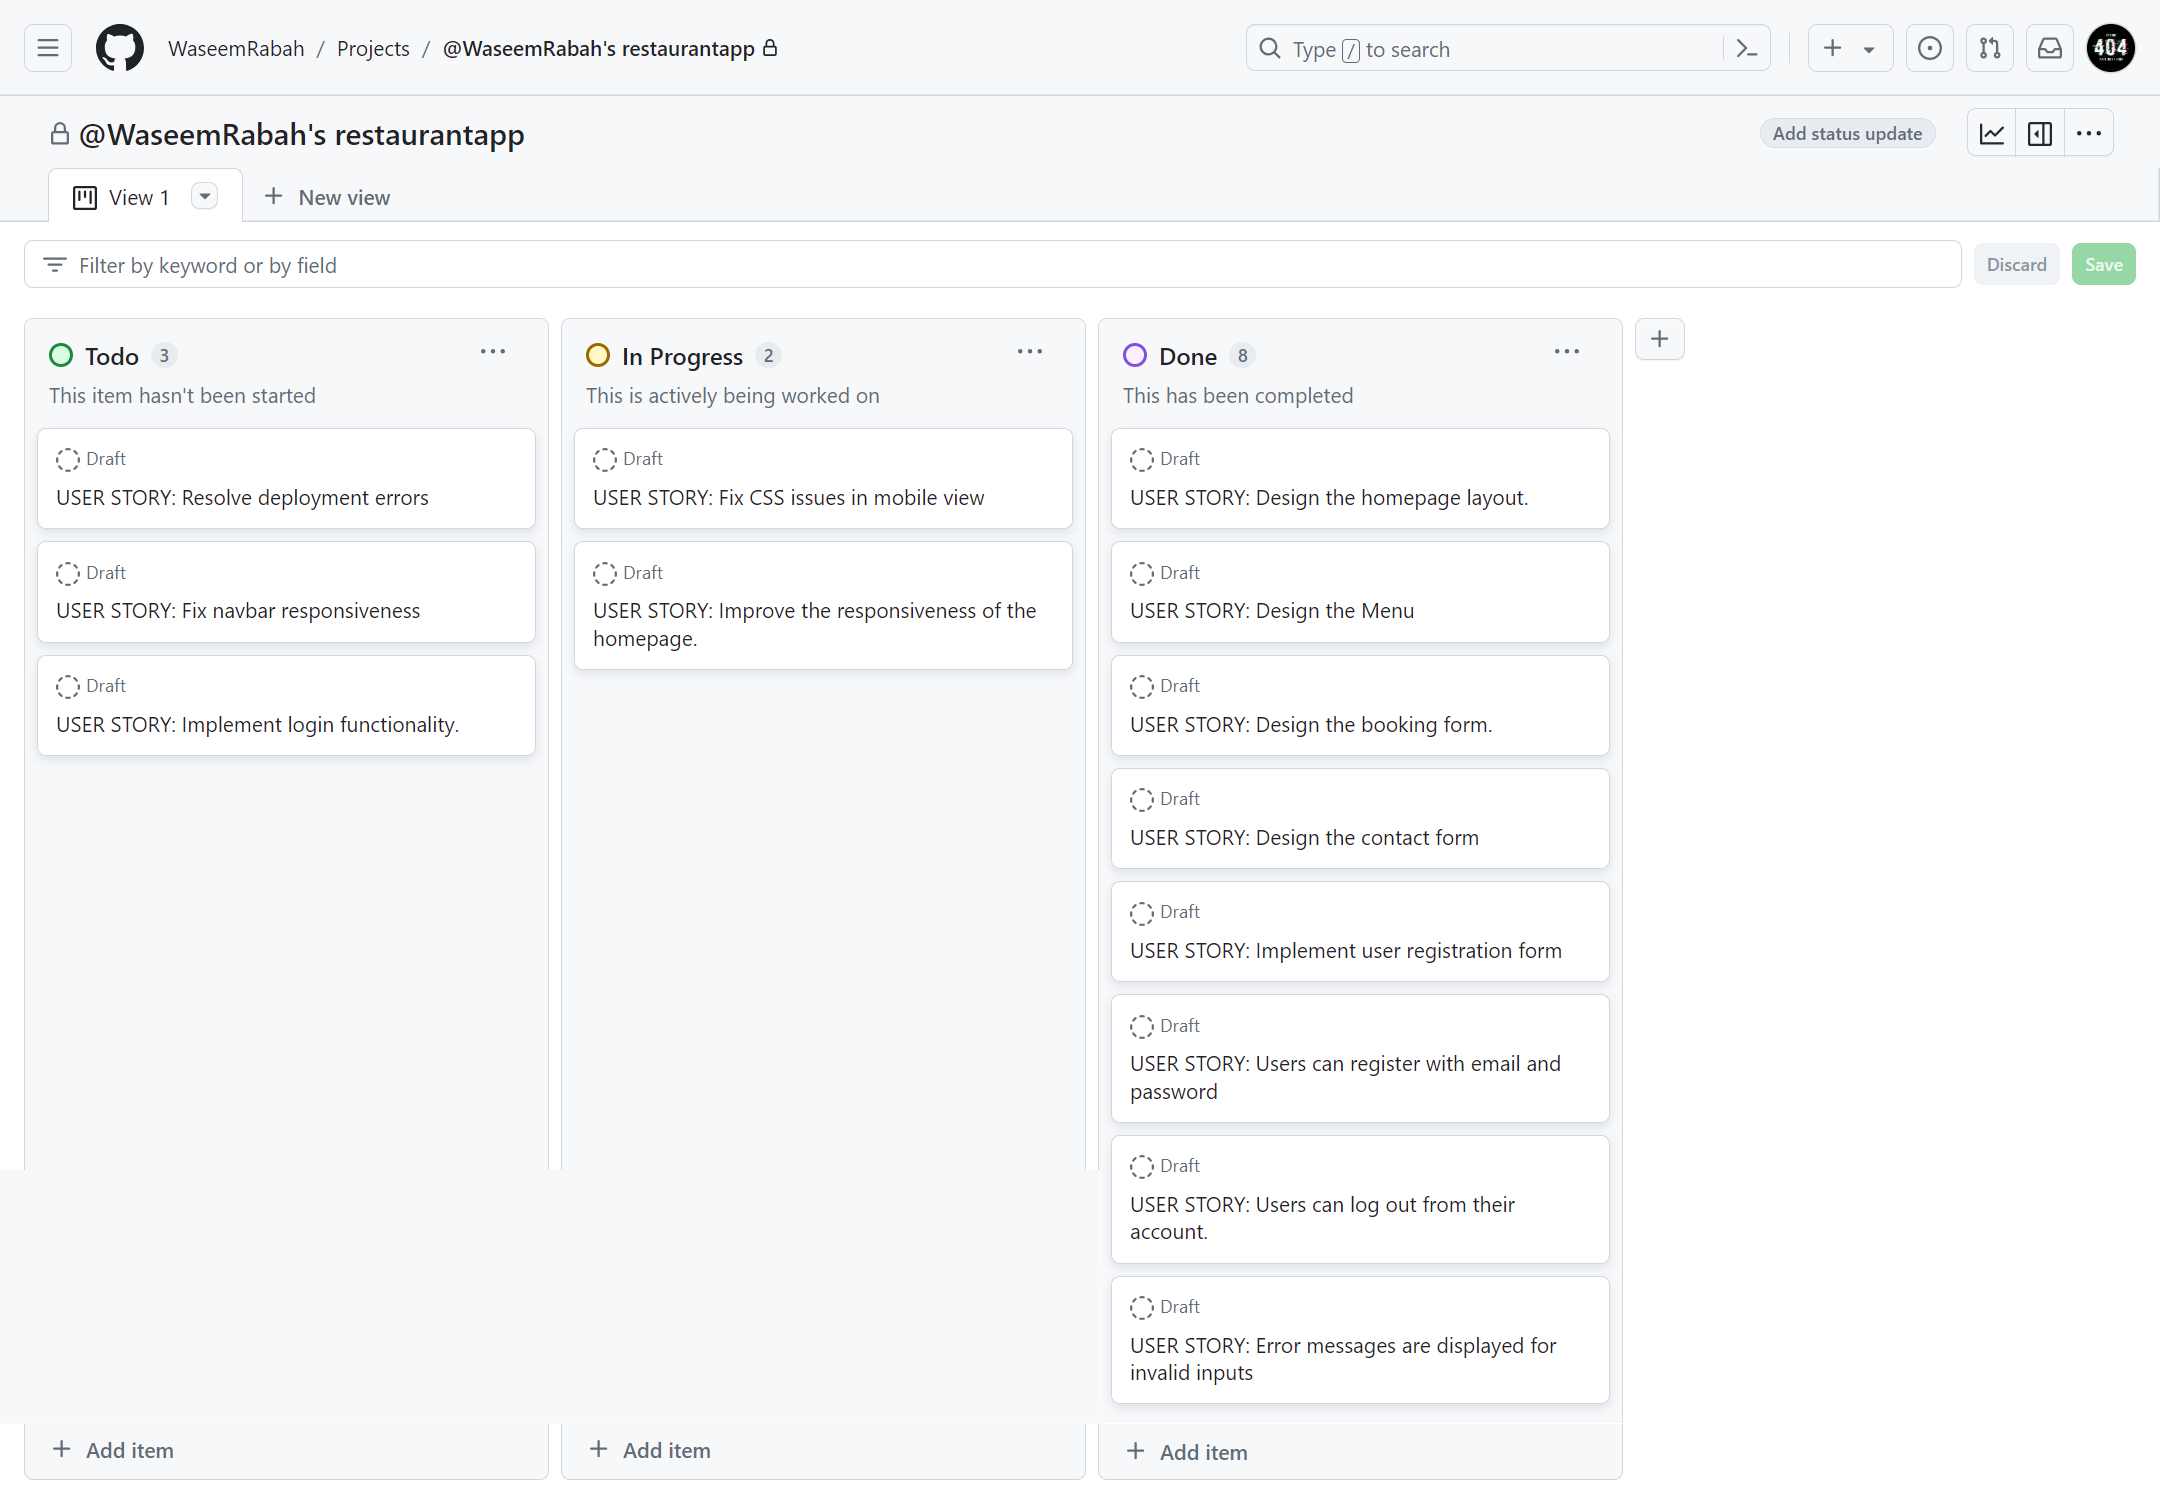 WaseemRabah / Projects / @WaseemRabah's restaurantapp
Type / to search
404
@WaseemRabah's restaurantapp
Add status update
View 1
New view
Filter by keyword or by field
Discard
Save
Todo 3
This item hasn't been started
Draft
USER STORY: Resolve deployment errors
Draft
USER STORY: Fix navbar responsiveness
Draft
USER STORY: Implement login functionality.
Add item
In Progress 2
This is actively being worked on
Draft
USER STORY: Fix CSS issues in mobile view
Draft
USER STORY: Improve the responsiveness of the
homepage.
Add item
Done 8
This has been completed
Draft
USER STORY: Design the homepage layout.
Draft
USER STORY: Design the Menu
Draft
USER STORY: Design the booking form.
Draft
USER STORY: Design the contact form
Draft
USER STORY: Implement user registration form
Draft
USER STORY: Users can register with email and
password
Draft
USER STORY: Users can log out from their
account.
Draft
USER STORY: Error messages are displayed for
invalid inputs
Add item